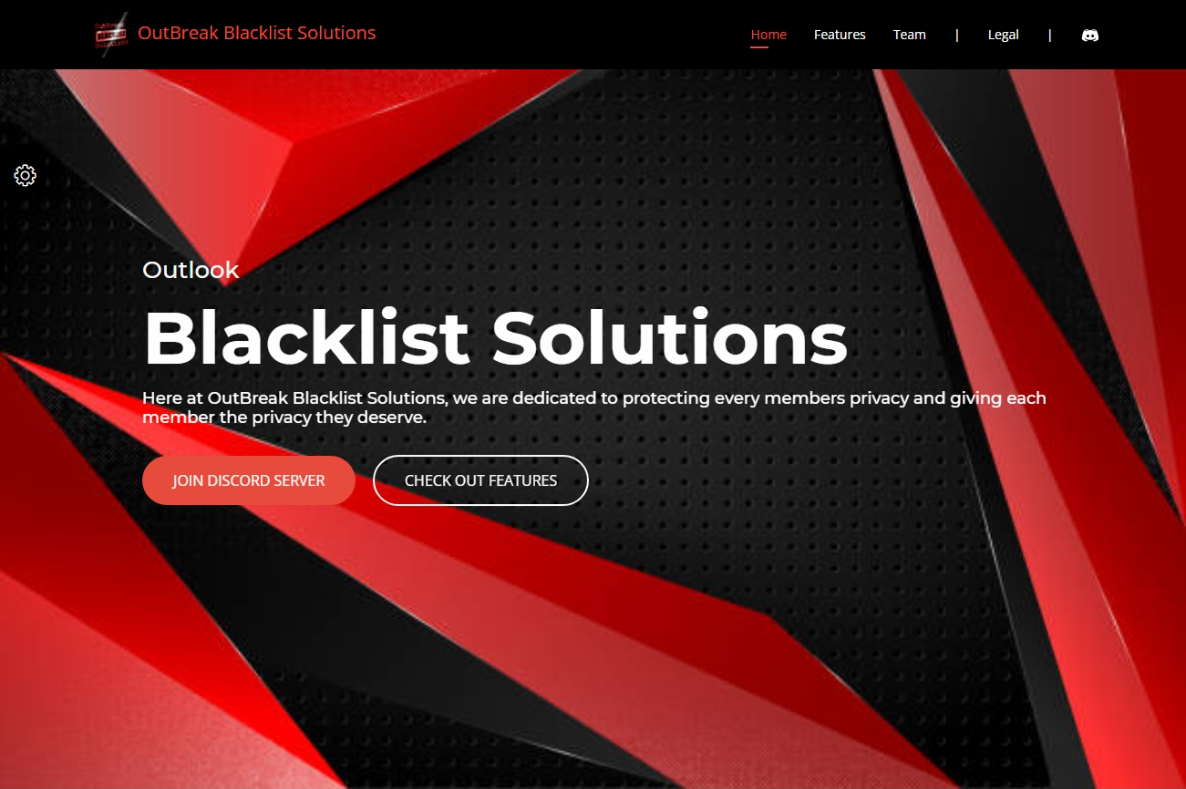 OutBreak Blacklist Solutions
Home Features Team | Legal |
Outlook
Blacklist Solutions
Here at OutBreak Blacklist Solutions, we are dedicated to protecting every members privacy and giving each
member the privacy they deserve.
JOIN DISCORD SERVER CHECK OUT FEATURES